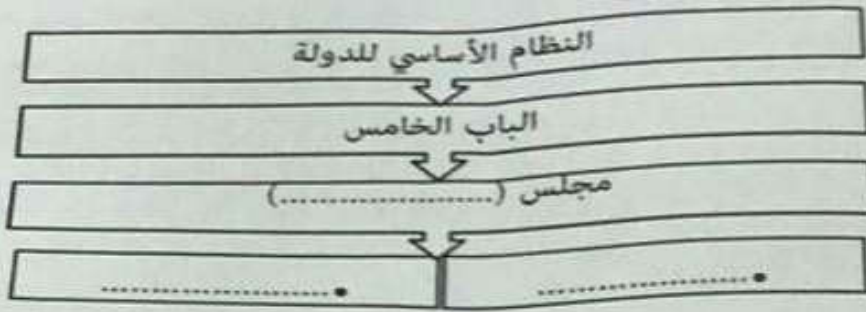 النظام الأساسي للدولة
الباب الخامس
مجلس (......................)
• ......................
• ......................